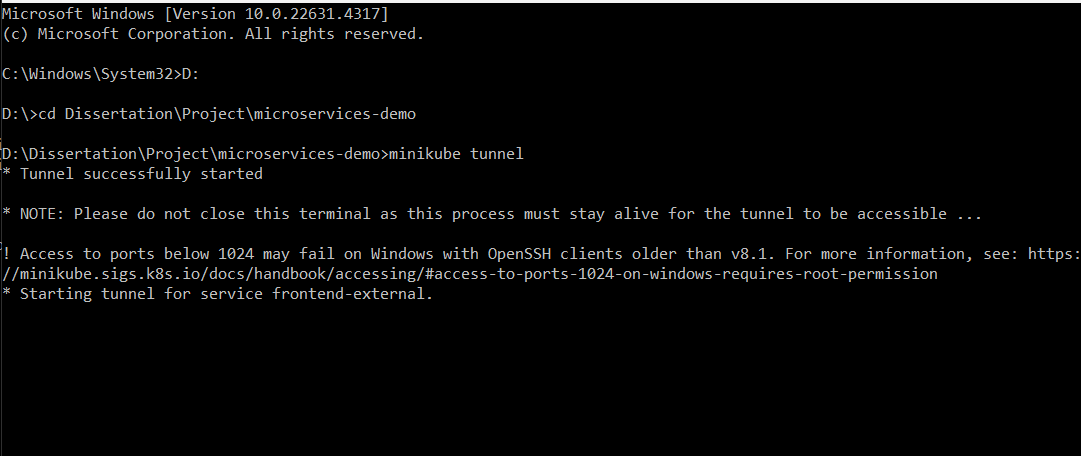 Microsoft Windows [Version 10.0.22631.4317]
(c) Microsoft Corporation. All rights reserved.
C:\Windows\System32>D:
D:\>cd Dissertation\Project\microservices-demo
D:\Dissertation\Project\microservices-demo>minikube tunnel
* Tunnel successfully started
* NOTE: Please do not close this terminal as this process must stay alive for the tunnel to be accessible ...
! Access to ports below 1024 may fail on Windows with OpenSSH clients older than v8.1. For more information, see: https:
//minikube.sigs.k8s.io/docs/handbook/accessing/#access-to-ports-1024-on-windows-requires-root-permission
* Starting tunnel for service frontend-external.